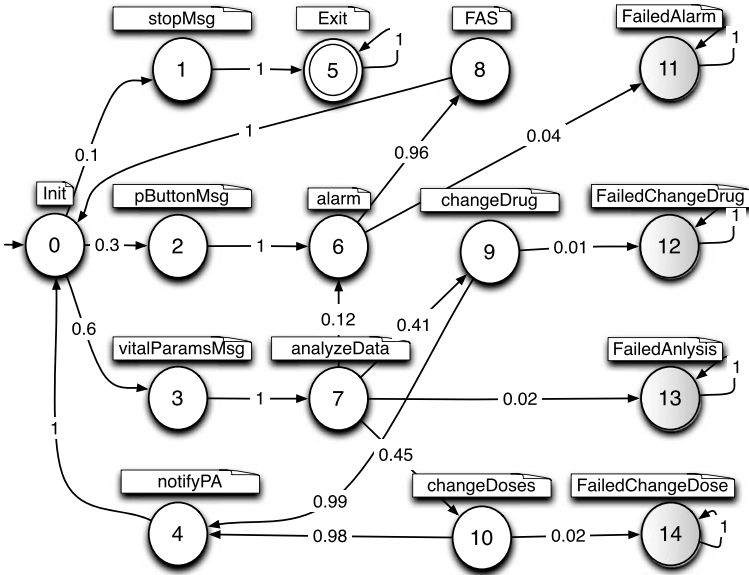 stopMsg
Exit
FAS
FailedAlarm
1
1
5
1
8
11
1
1
0.04
0.1
0.96
Init
pButtonMsg
alarm
changeDrug
FailedChangeDrug
1
0
0.3
2
1
6
9
0.01
12
0.12
0.41
0.6
vitalParamsMsg
analyzeData
FailedAnlysis
1
3
1
7
0.02
13
1
0.45
notifyPA
changeDoses
FailedChangeDose
0.99
4
0.98
10
0.02
14
1